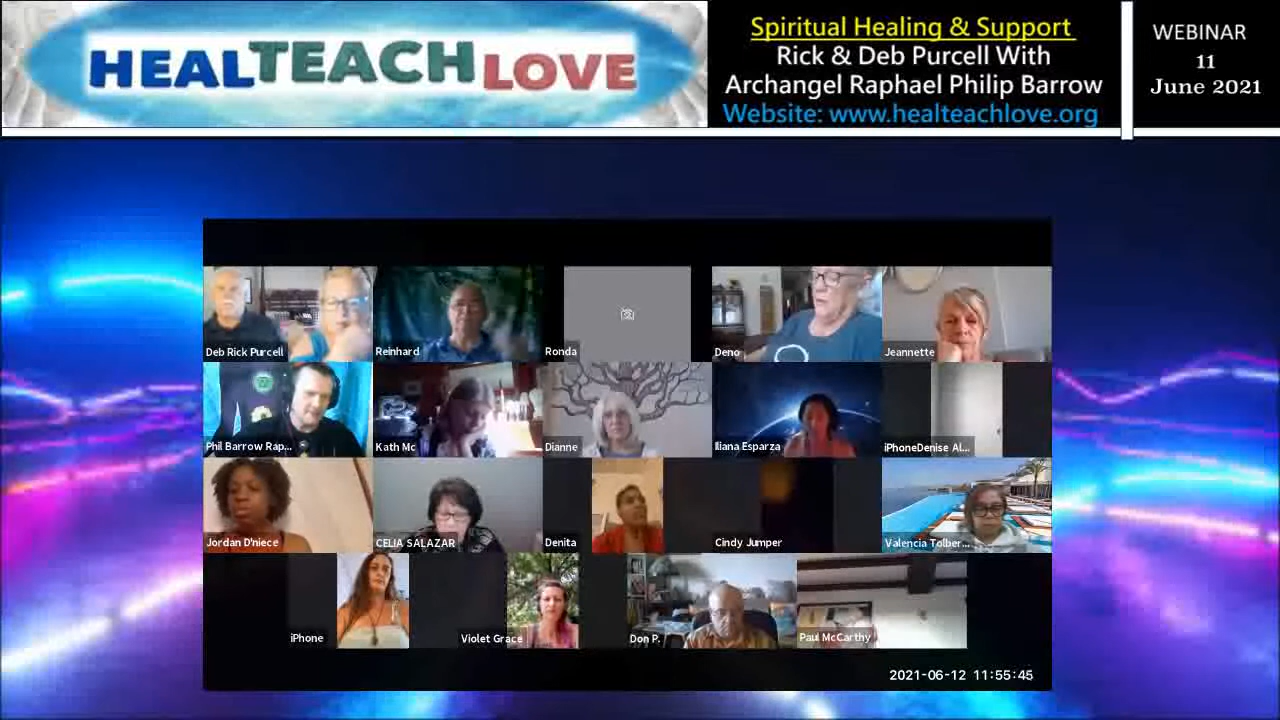 HEALTEACHLOVE
Spiritual Healing & Support
Rick & Deb Purcell With
Archangel Raphael Philip Barrow
Website: www.healteachlove.org
WEBINAR
11
June 2021
Deb Rick Purcell
Reinhard
Ronda
Deno
Jeannette
Phil Barrow Rap...
Kath Mc
Dianne
Iliana Esparza
iPhoneDenise Al...
Jordan D'niece
CELIA SALAZAR
Denita
Cindy Jumper
Valencia Tolber...
iPhone
Violet Grace
Don P.
Paul McCarthy
2021-06-12 11:55:45